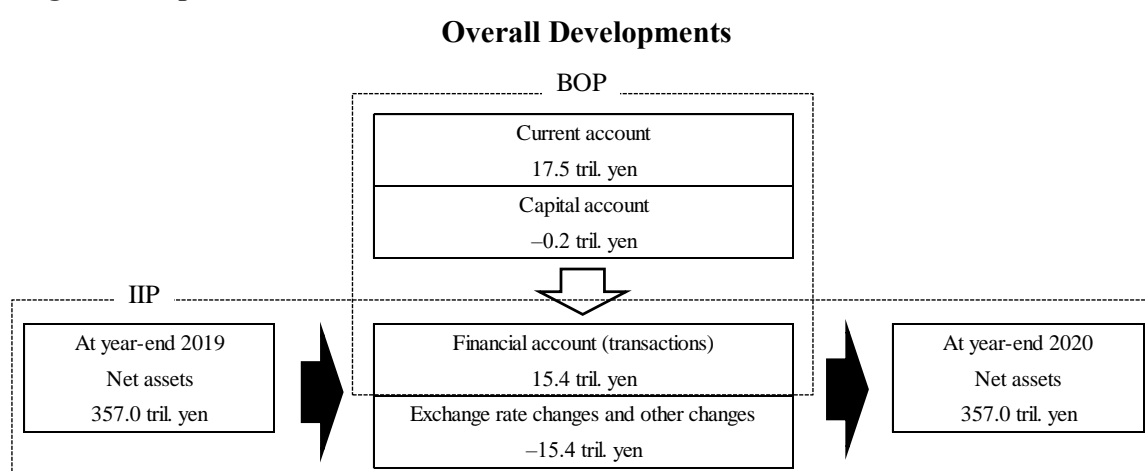 Overall Developments
BOP
Current account
17.5 tril. yen
Capital account
–0.2 tril. yen
IIP
At year-end 2019
Net assets
357.0 tril. yen
Financial account (transactions)
15.4 tril. yen
Exchange rate changes and other changes
–15.4 tril. yen
At year-end 2020
Net assets
357.0 tril. yen